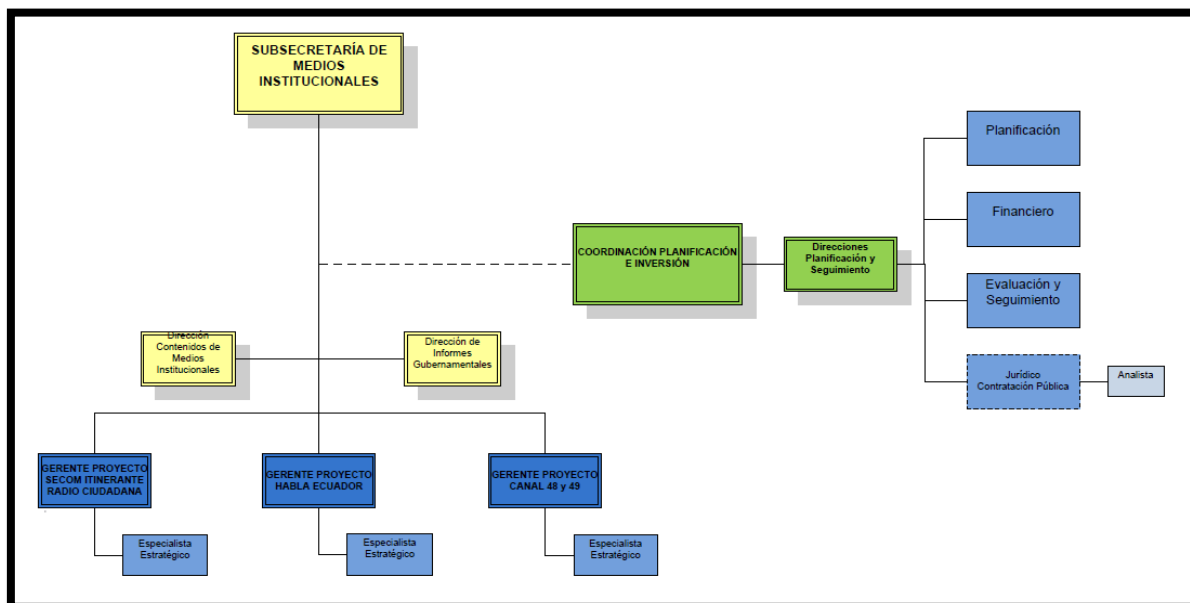 SUBSECRETARÍA DE
MEDIOS
INSTITUCIONALES
Planificación
Financiero
COORDINACIÓN PLANIFICACIÓN
E INVERSIÓN
Direcciones
Planificación y
Seguimiento
Evaluación y
Seguimiento
Dirección
Contenidos de
Medios
Institucionales
Dirección de
Informes
Gubernamentales
Jurídico
Contratación Pública
Analista
GERENTE PROYECTO
SECOM ITINERANTE
RADIO CIUDADANA
GERENTE PROYECTO
HABLA ECUADOR
GERENTE PROYECTO
CANAL 48 y 49
Especialista
Estratégico
Especialista
Estratégico
Especialista
Estratégico